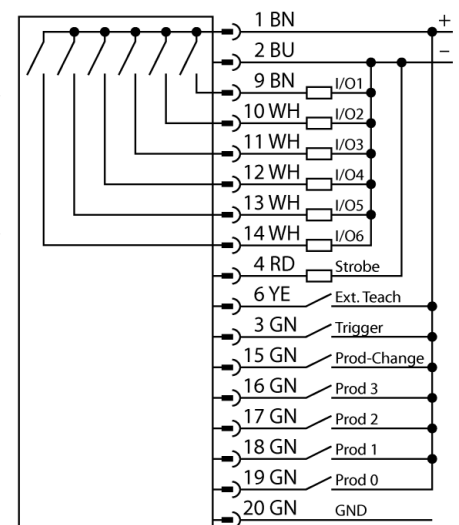 1 BN +
2 BU −
9 BN I/O1
10 WH I/O2
11 WH I/O3
12 WH I/O4
13 WH I/O5
14 WH I/O6
4 RD Strobe
6 YE Ext. Teach
3 GN Trigger
15 GN Prod-Change
16 GN Prod 3
17 GN Prod 2
18 GN Prod 1
19 GN Prod 0
20 GN GND